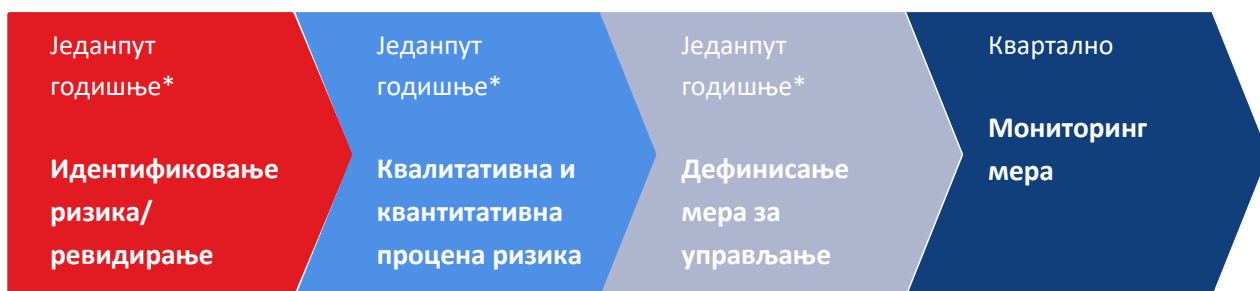 Једанпут
годишње*
Идентификовање
ризика/
ревидирање
Једанпут
годишње*
Квалитативна и
квантитативна
процена ризика
Једанпут
годишње*
Дефинисање
мера за
управљање
Квартално
Мониторинг
мера